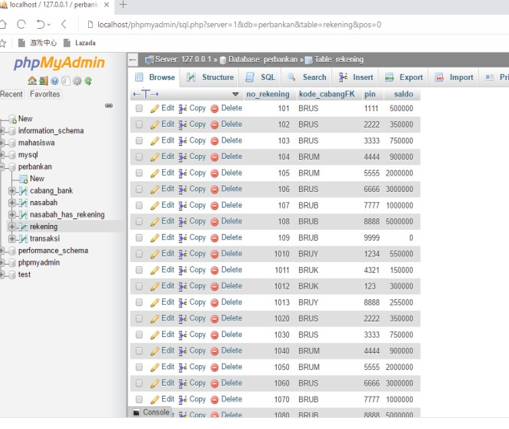 localhost / 127.0.0.1 / perbank
localhost/phpmyadmin/sql.php?server=1&db=perbankan&table=rekening&pos=0
Lazada
phpMyAdmin
Recent Favorites
New
information_schema
mahasiswa
mysql
perbankan
New
cabang_bank
nasabah
nasabah_has_rekening
rekening
transaksi
performance_schema
phpmyadmin
test
Server: 127.0.0.1 » Database: perbankan » Table: rekening
Browse Structure SQL Search Insert Export Import Pri
no_rekening kode_cabangFK pin saldo
Edit Copy Delete 101 BRUS 1111 500000
Edit Copy Delete 102 BRUS 2222 350000
Edit Copy Delete 103 BRUS 3333 750000
Edit Copy Delete 104 BRUM 4444 900000
Edit Copy Delete 105 BRUM 5555 2000000
Edit Copy Delete 106 BRUS 6666 3000000
Edit Copy Delete 107 BRUB 7777 1000000
Edit Copy Delete 108 BRUB 8888 5000000
Edit Copy Delete 109 BRUB 9999 0
Edit Copy Delete 1010 BRUY 1234 550000
Edit Copy Delete 1011 BRUK 4321 150000
Edit Copy Delete 1012 BRUK 123 300000
Edit Copy Delete 1013 BRUY 8888 255000
Edit Copy Delete 1020 BRUS 2222 350000
Edit Copy Delete 1030 BRUS 3333 750000
Edit Copy Delete 1040 BRUM 4444 900000
Edit Copy Delete 1050 BRUM 5555 2000000
Edit Copy Delete 1060 BRUS 6666 3000000
Edit Copy Delete 1070 BRUB 7777 1000000
Console Copy Delete 1080 BRUB 8888 5000000